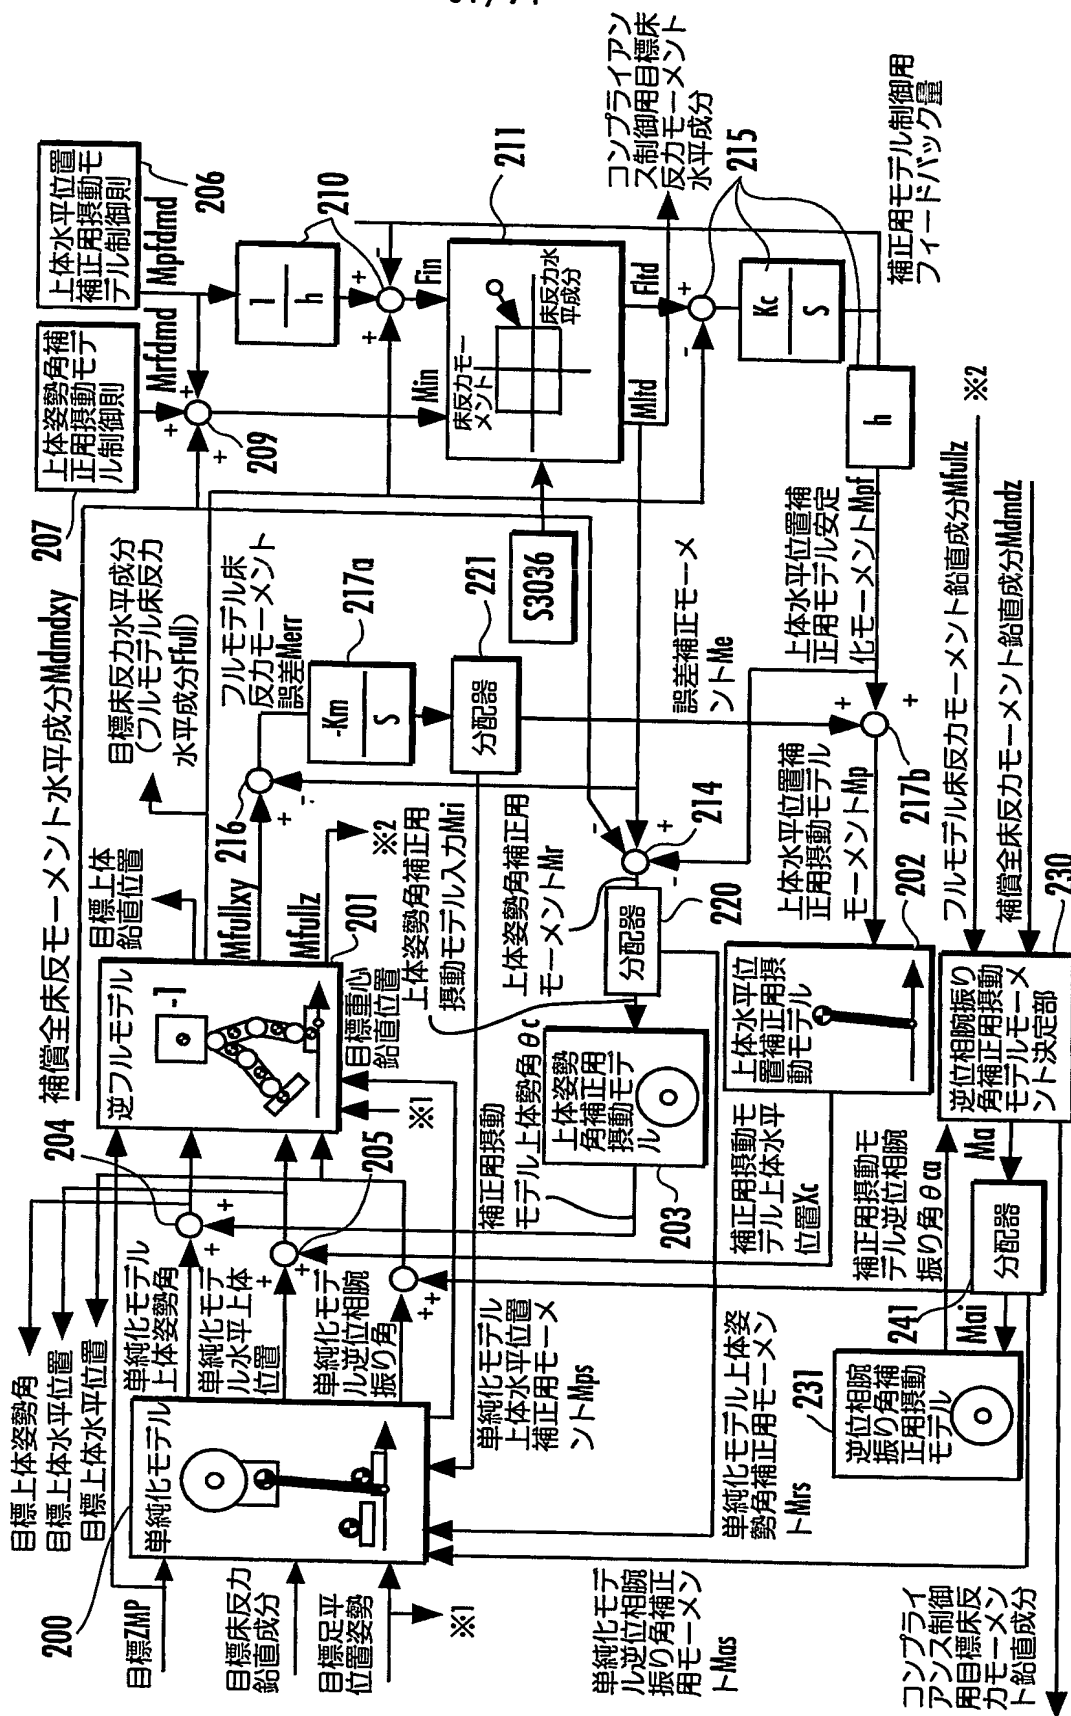 目標上体姿勢角
目標上体水平位置
目標上体水平位置
200
目標ZMP
目標床反力
鉛直成分
目標足平
位置姿勢
※1
単純化モデル
単純化モデル
上体姿勢角
単純化モデ
ル水平上体
位置
単純化モデ
ル逆位相腕
振り角
204
205
+
+
+
+
+
+
補償全床反モーメント水平成分Mdmdxy
逆フルモデル
-1
201
※1
目標重心
鉛直位置
目標上体
鉛直位置
目標床反力水平成分
(フルモデル床反力
水平成分Ffull)
Mfullxy
Mfullz
※2
216
+
-
フルモデル床
反力モーメント
誤差Merr
217a
-Km
S
221
分配器
207
上体姿勢角補
正用摂動モデ
ル制御則
Mrfdmd
206
上体水平位置
補正用摂動モ
デル制御則
Mpfdmd
209
+
+
+
210
1
h
+
+
-
Fin
Min
211
床反力モー
メント
床反力水
平成分
S3036
Mltd
Fltd
コンプライアン
ス制御用目標床
反力モーメント
水平成分
215
+
-
Kc
S
h
補正用モデル制御用
フィードバック量
上体水平位置補
正用モデル安定
化モーメントMpf
誤差補正モーメ
ントMe
217b
+
+
上体水平位置補
正用摂動モデル
モーメントMp
214
-
+
-
上体姿勢角補正用
モーメントMr
上体姿勢角補正用
摂動モデル入力Mri
220
分配器
203
上体姿勢
角補正用
摂動モデ
ル
補正用摂動
モデル上体姿勢角θc
202
上体水平位
置補正用摂
動モデル
補正用摂動モ
デル上体水平
位置Xc
単純化モデル
上体水平位置
補正用モーメ
ントMps
単純化モデル上体姿
勢角補正用モーメン
トMrs
単純化モデ
ル逆位相腕
振り角補正
用モーメン
トMas
フルモデル床反力モーメント鉛直成分Mfullz
※2
補償全床反力モーメント鉛直成分Mdmdz
230
逆位相腕振り
角補正用摂動
モデルモーメ
ント決定部
Ma
241
分配器
Mai
231
逆位相腕
振り角補
正用摂動
モデル
補正用摂動モ
デル逆位相腕
振り角θca
コンプライ
アンス制御
用目標床反
力モーメン
ト鉛直成分